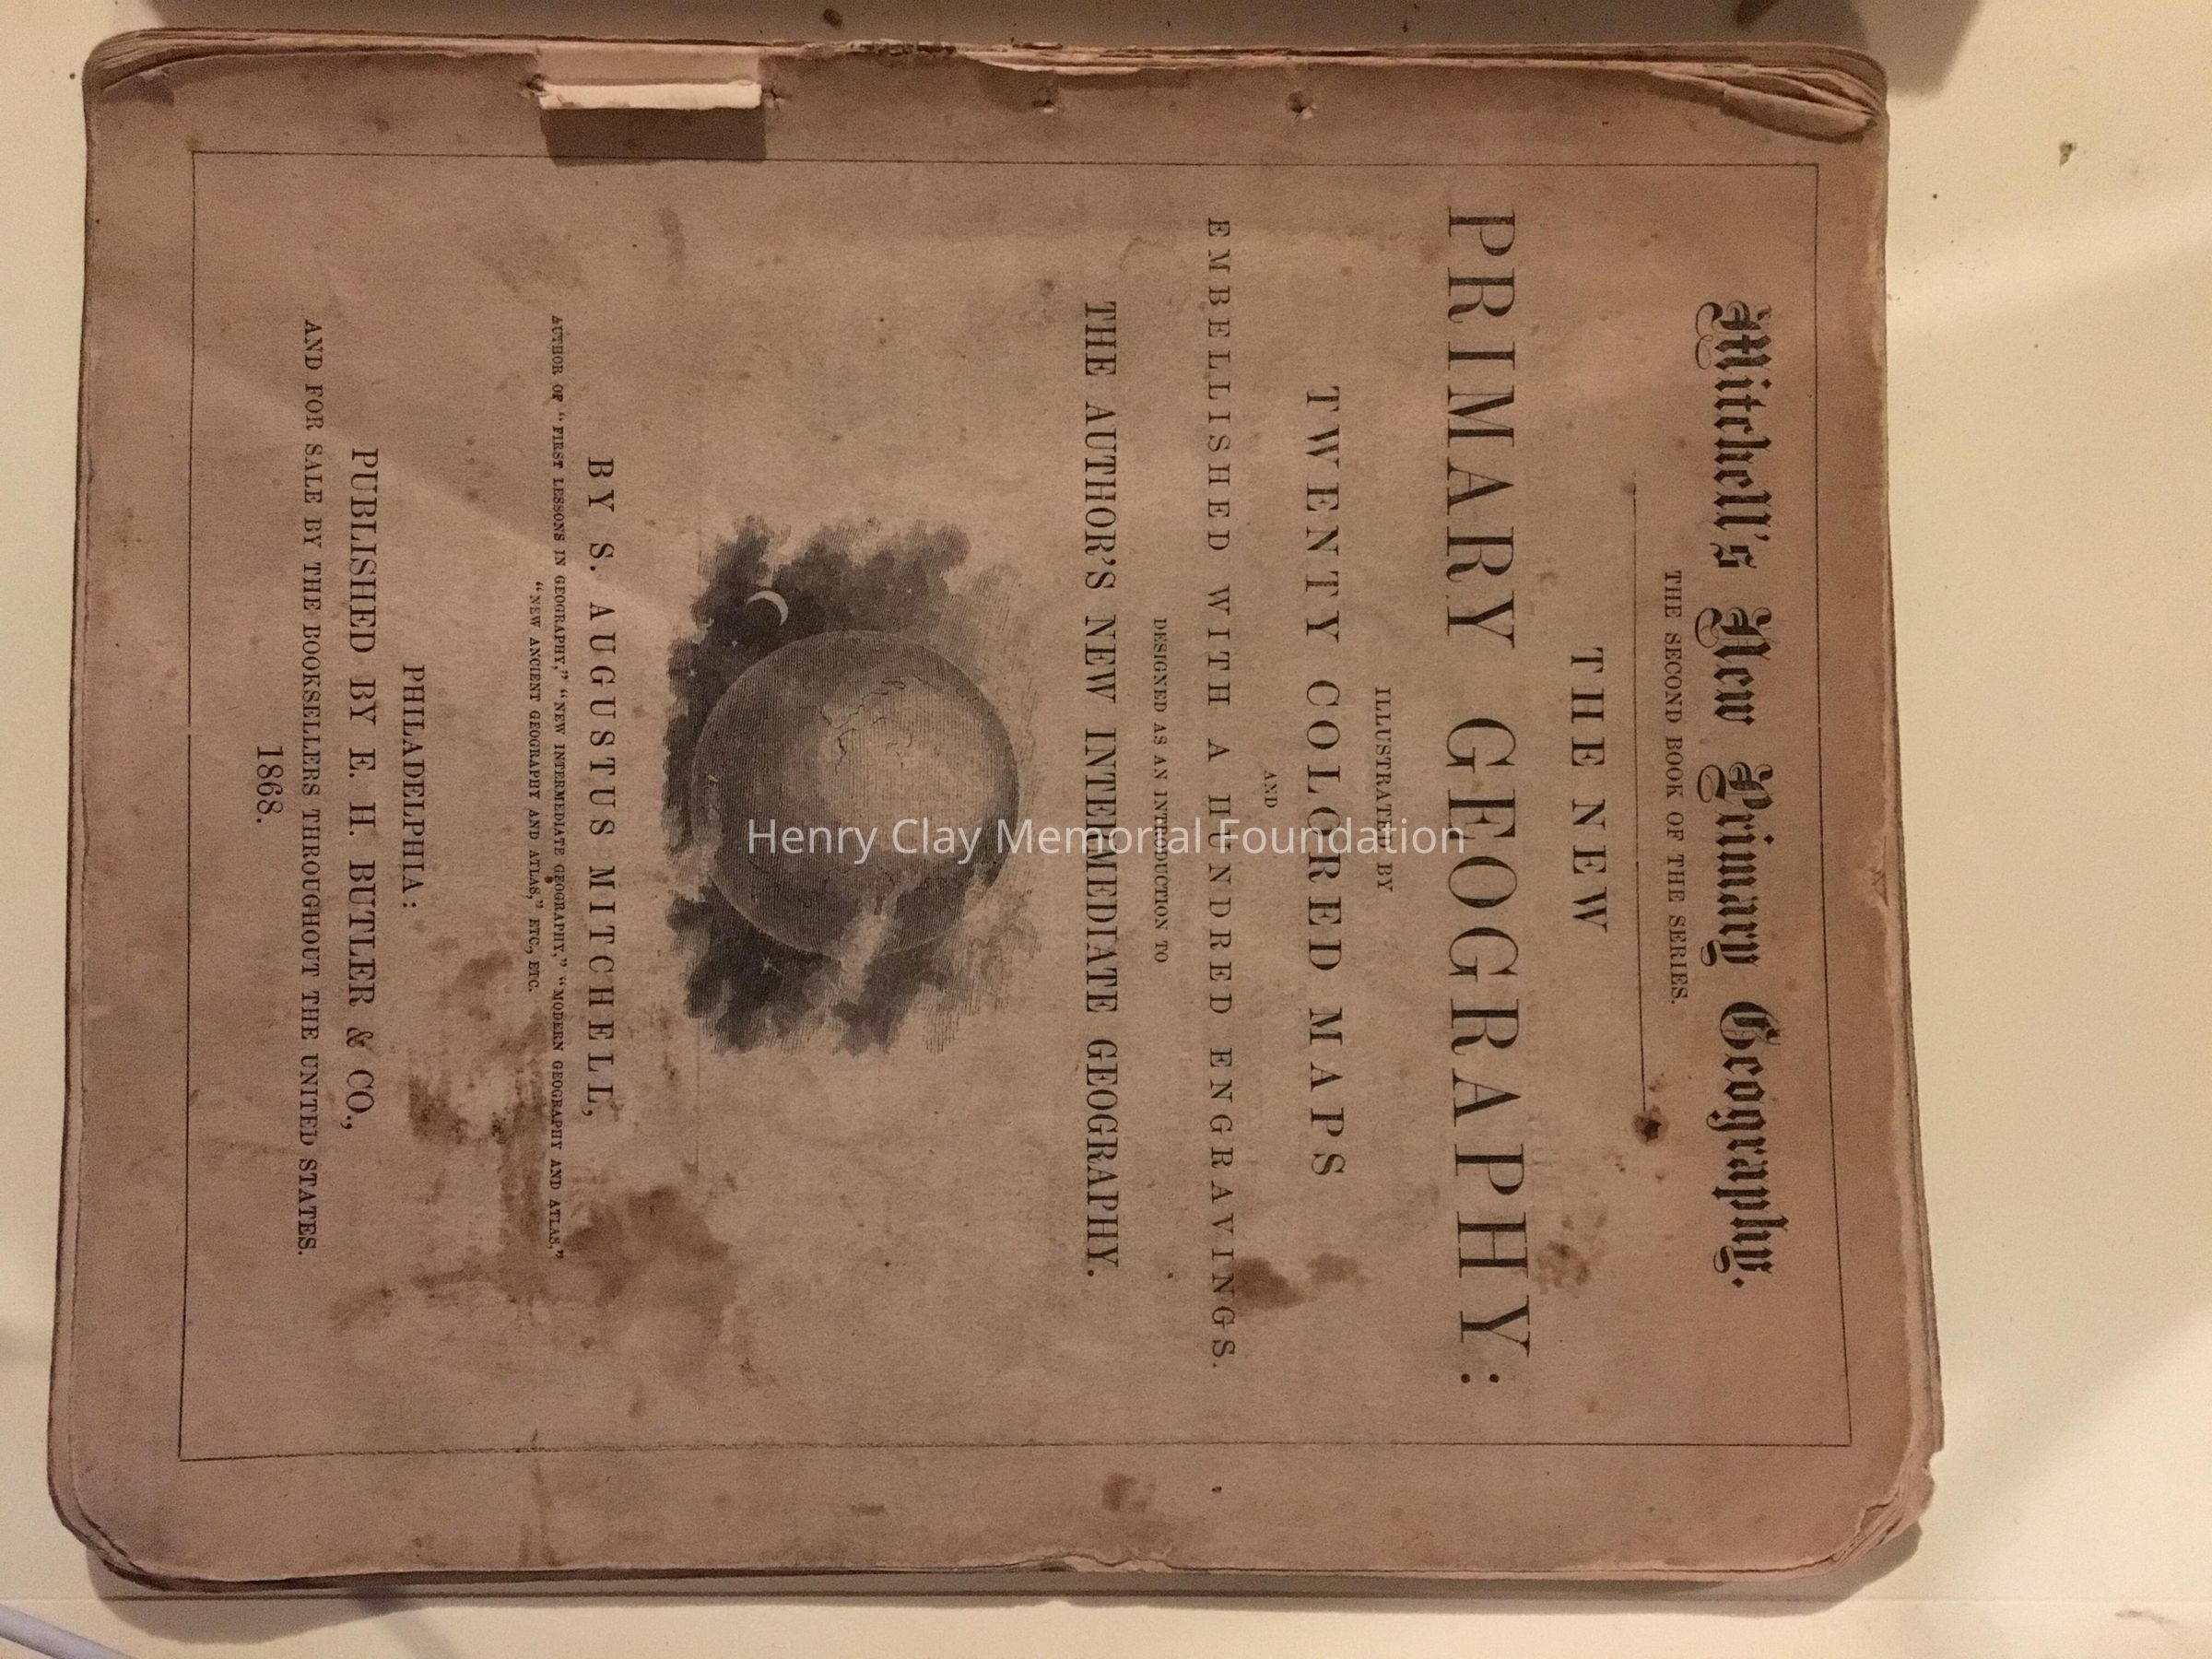 Mitchell's New Primary Geography.
THE SECOND BOOK OF THE SERIES.
THE NEW
PRIMARY GEOGRAPHY:
ILLUSTRATED BY
TWENTY COLORED MAPS
AND
EMBELLISHED WITH A HUNDRED ENGRAVINGS.
DESIGNED AS AN INTRODUCTION TO
THE AUTHOR'S NEW INTERMEDIATE GEOGRAPHY.
BY S. AUGUSTUS MITCHELL,
AUTHOR OF "FIRST LESSONS IN GEOGRAPHY," "NEW INTERMEDIATE GEOGRAPHY," "MODERN GEOGRAPHY AND ATLAS,"
"NEW ANCIENT GEOGRAPHY AND ATLAS," ETC., ETC.
PHILADELPHIA:
PUBLISHED BY E. H. BUTLER & CO.,
AND FOR SALE BY THE BOOKSELLERS THROUGHOUT THE UNITED STATES.
1868.
Henry Clay Memorial Foundation